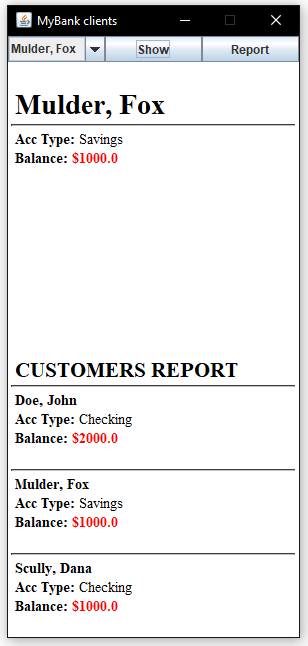 MyBank clients
Mulder, Fox Show Report
Mulder, Fox
Acc Type: Savings
Balance: $1000.0
CUSTOMERS REPORT
Doe, John
Acc Type: Checking
Balance: $2000.0
Mulder, Fox
Acc Type: Savings
Balance: $1000.0
Scully, Dana
Acc Type: Checking
Balance: $1000.0